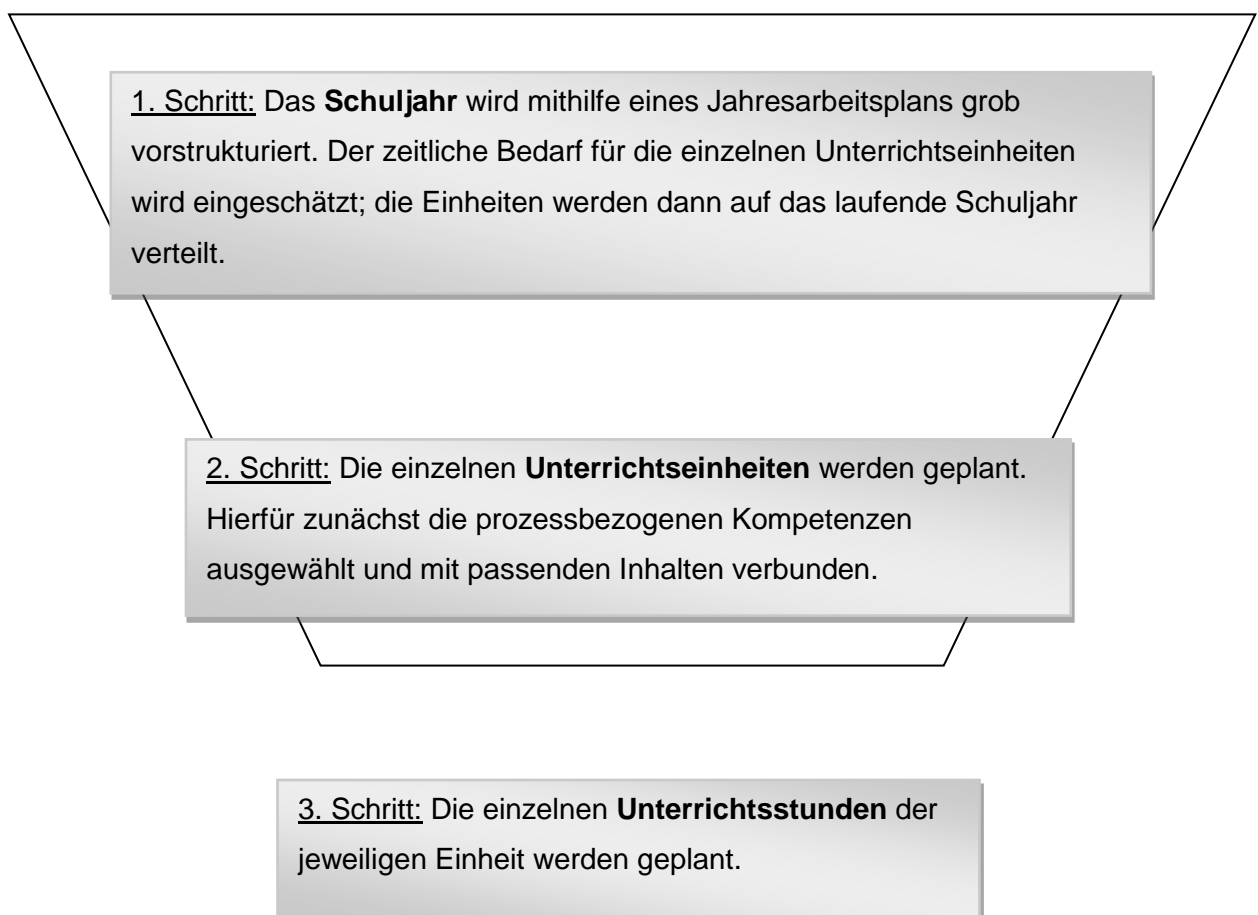 1. Schritt: Das Schuljahr wird mithilfe eines Jahresarbeitsplans grob
vorstrukturiert. Der zeitliche Bedarf für die einzelnen Unterrichtseinheiten
wird eingeschätzt; die Einheiten werden dann auf das laufende Schuljahr
verteilt.
2. Schritt: Die einzelnen Unterrichtseinheiten werden geplant.
Hierfür zunächst die prozessbezogenen Kompetenzen
ausgewählt und mit passenden Inhalten verbunden.
3. Schritt: Die einzelnen Unterrichtsstunden der
jeweiligen Einheit werden geplant.